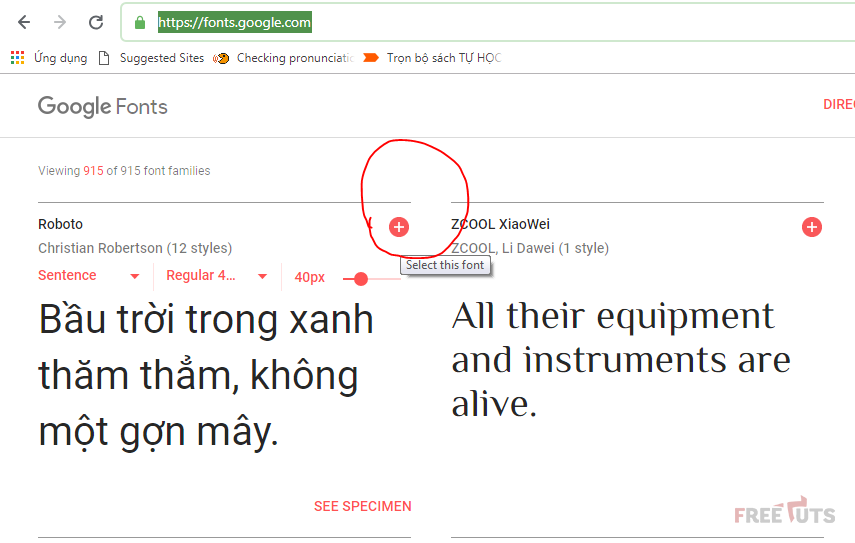 https://fonts.google.com
Ứng dụng Suggested Sites Checking pronunciatio Trọn bộ sách TỰ HỌC
Google Fonts
DIREC
Viewing 915 of 915 font families
Roboto
Christian Robertson (12 styles)
Sentence Regular 4... 40px
Bầu trời trong xanh
thăm thẳm, không
một gợn mây.
SEE SPECIMEN
Select this font
ZCOOL XiaoWei
ZCOOL, Li Dawei (1 style)
All their equipment
and instruments are
alive.
FREETUTS